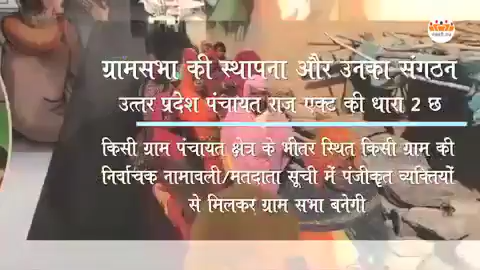 ग्रामसभा की स्थापना और उनका संगठन
उत्तर प्रदेश पंचायत राज एक्ट की धारा 2 छ
किसी ग्राम पंचायत क्षेत्र के भीतर स्थित किसी ग्राम की
निर्वाचक नामावली/मतदाता सूची में पंजीकृत व्यक्तियों
से मिलकर ग्राम सभा बनेगी